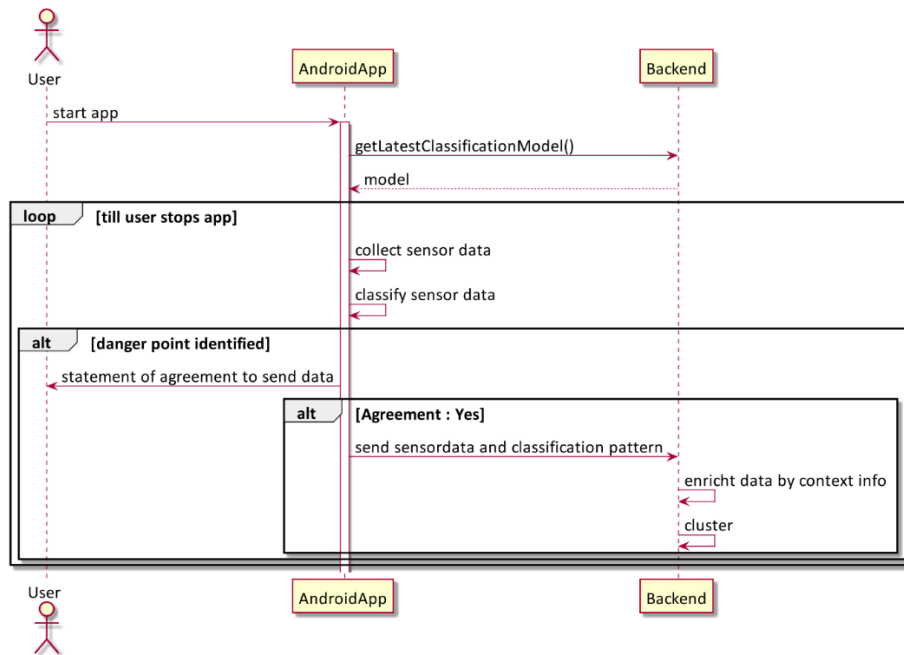 User
AndroidApp
Backend
start app
getLatestClassificationModel()
model
loop [till user stops app]
collect sensor data
classify sensor data
alt [danger point identified]
statement of agreement to send data
alt [Agreement : Yes]
send sensordata and classification pattern
enricht data by context info
cluster
User
AndroidApp
Backend